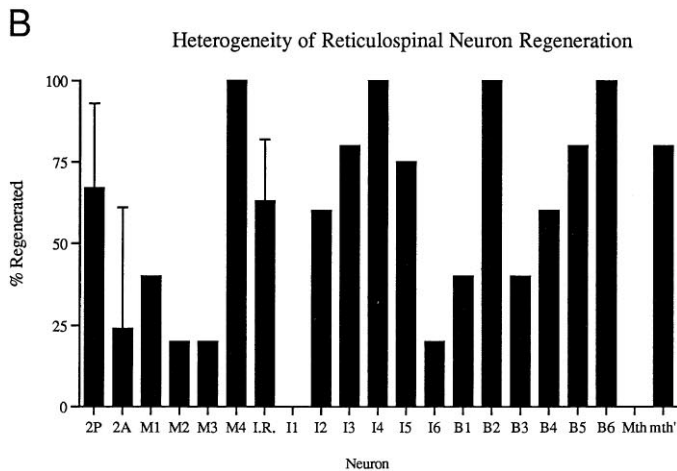 B
Heterogeneity of Reticulospinal Neuron Regeneration
% Regenerated
100
75
50
25
0
2P 2A M1 M2 M3 M4 I.R. I1 I2 I3 I4 I5 I6 B1 B2 B3 B4 B5 B6 Mth mth'
Neuron